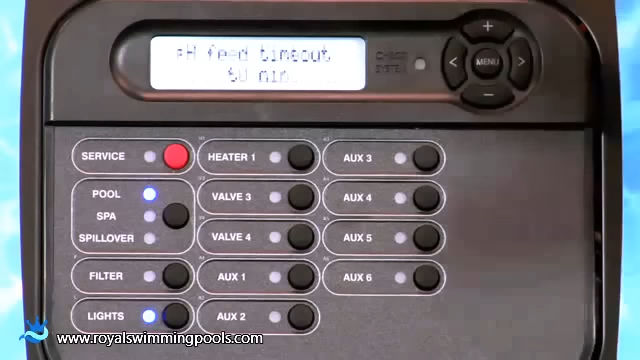 pH feed timeout
60 min.
CHECK
SYSTEM
+
< MENU >
−
SERVICE
HEATER 1
AUX 3
POOL
SPA
SPILLOVER
VALVE 3
AUX 4
VALVE 4
AUX 5
FILTER
AUX 1
AUX 6
LIGHTS
AUX 2
www.royalswimmingpools.com